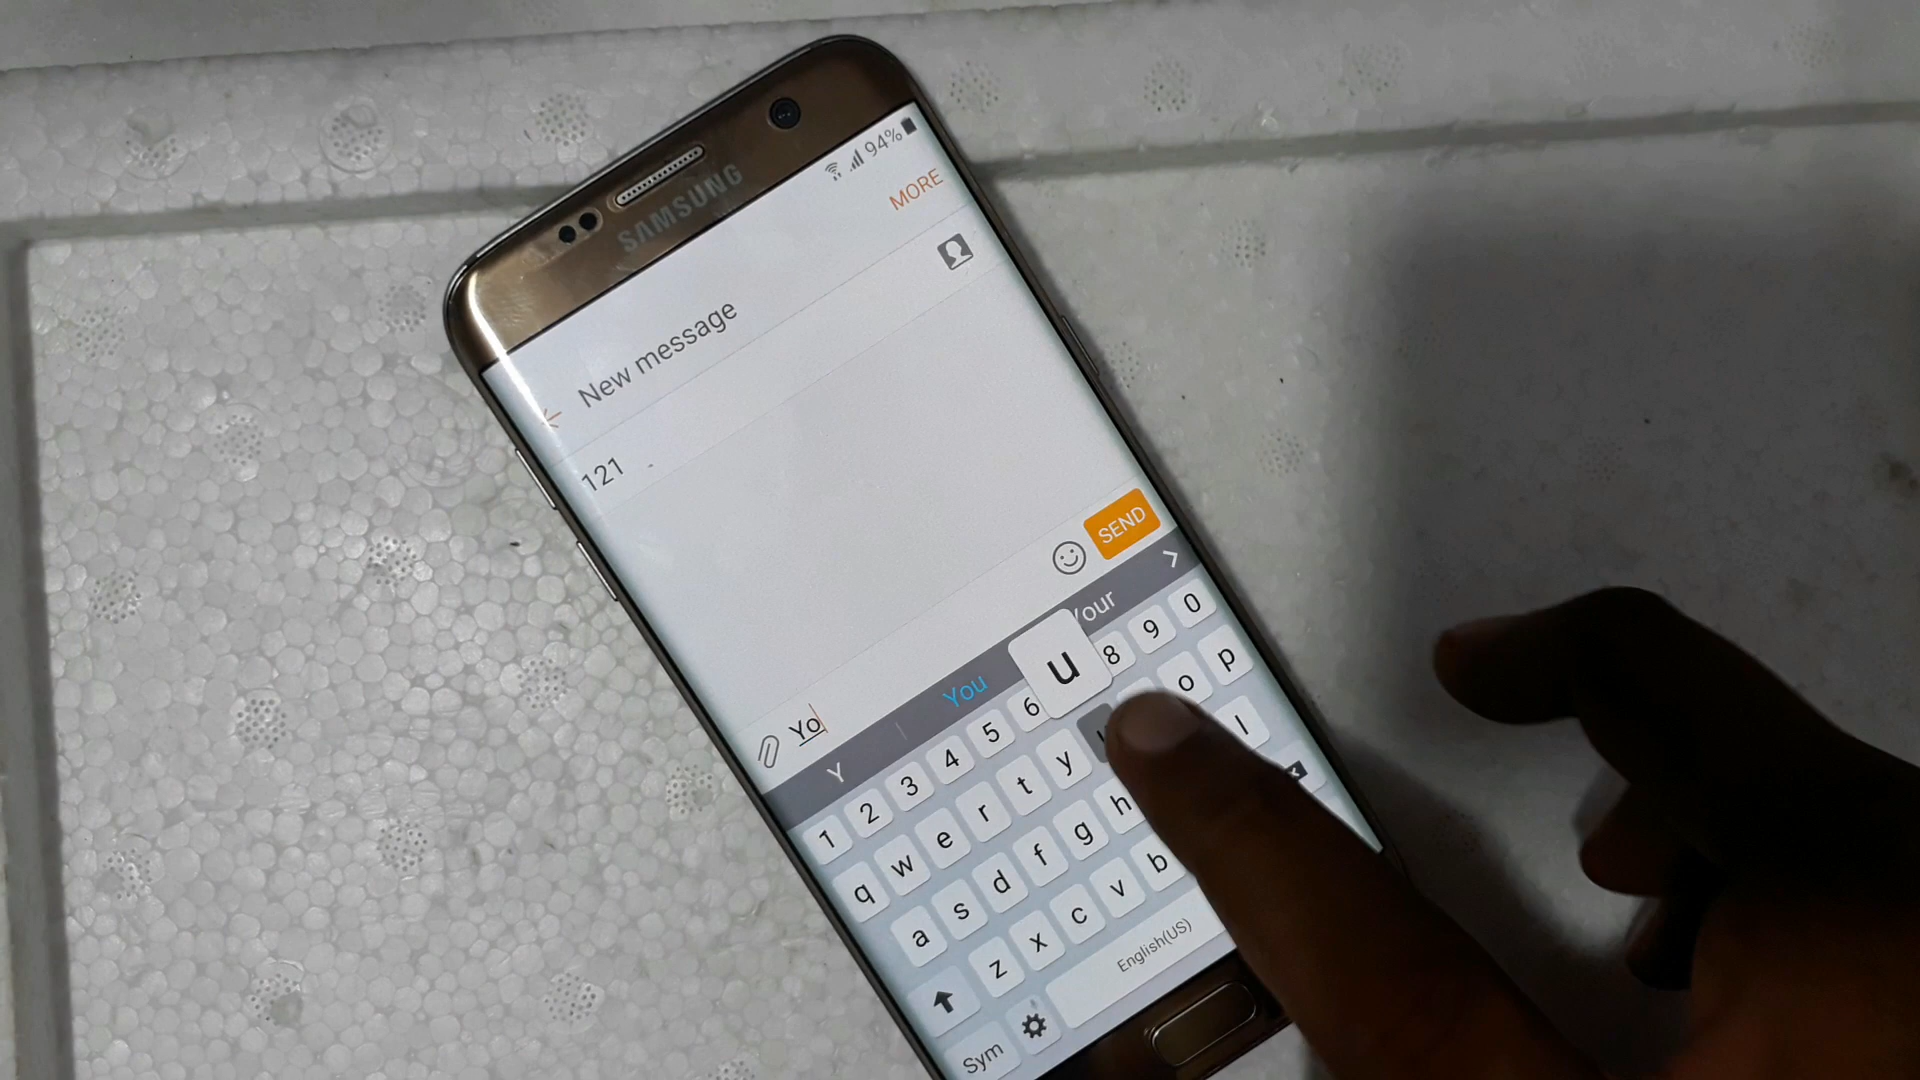 SAMSUNG
94%
MORE
New message
121
SEND
Yo
Y You Your
1 2 3 4 5 6 8 9 0
q w e r t y u o p
a s d f g h l
z x c v b
Sym English(US)